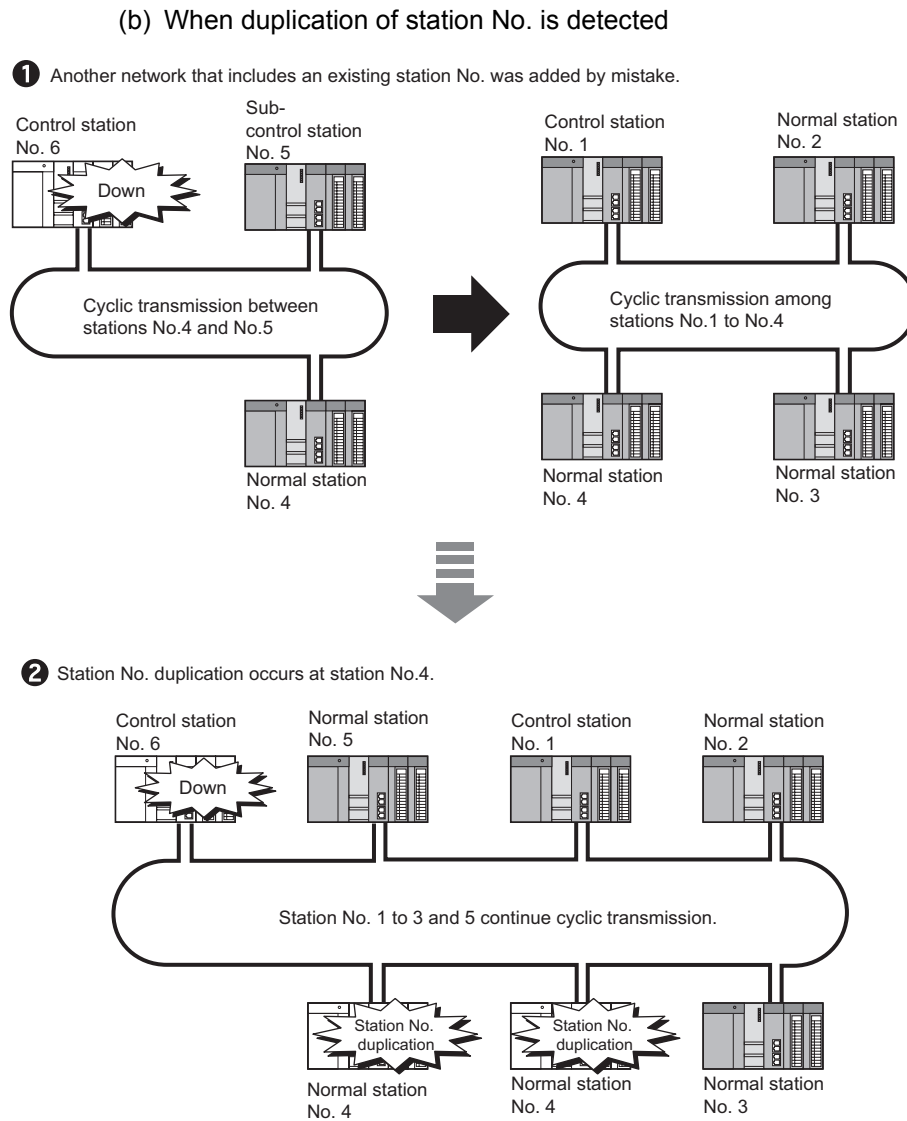 (b) When duplication of station No. is detected
❶ Another network that includes an existing station No. was added by mistake.
Control station
No. 6
Sub-
control station
No. 5
Control station
No. 1
Normal station
No. 2
Down
Cyclic transmission between
stations No.4 and No.5
Cyclic transmission among
stations No.1 to No.4
Normal station
No. 4
Normal station
No. 4
Normal station
No. 3
❷ Station No. duplication occurs at station No.4.
Control station
No. 6
Normal station
No. 5
Control station
No. 1
Normal station
No. 2
Down
Station No. 1 to 3 and 5 continue cyclic transmission.
Station No.
duplication
Station No.
duplication
Normal station
No. 4
Normal station
No. 4
Normal station
No. 3